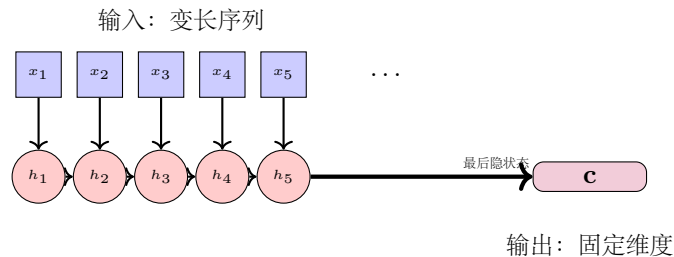 输入：变长序列
x₁ x₂ x₃ x₄ x₅ ...
最后隐状态
h₁ h₂ h₃ h₄ h₅ c
输出：固定维度